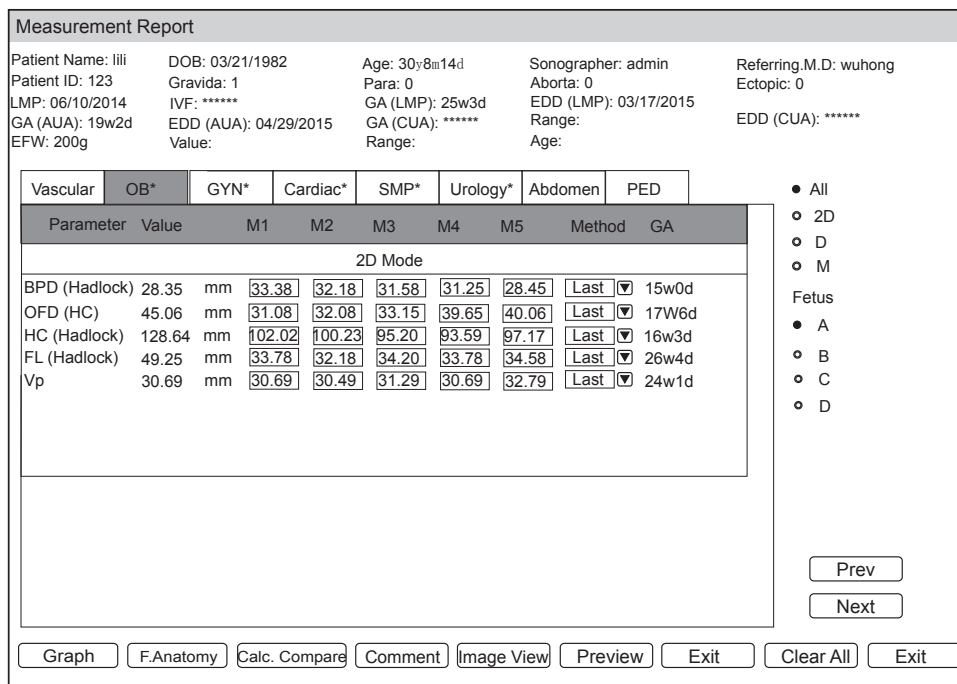 Measurement Report
Patient Name: lili DOB: 03/21/1982 Age: 30y8m14d Sonographer: admin Referring.M.D: wuhong
Patient ID: 123 Gravida: 1 Para: 0 Aborta: 0 Ectopic: 0
LMP: 06/10/2014 IVF: ****** GA (LMP): 25w3d EDD (LMP): 03/17/2015
GA (AUA): 19w2d EDD (AUA): 04/29/2015 GA (CUA): ****** Range: EDD (CUA): ******
EFW: 200g Value: Range: Age:
Vascular OB* GYN* Cardiac* SMP* Urology* Abdomen PED
Parameter Value M1 M2 M3 M4 M5 Method GA
2D Mode
BPD (Hadlock) 28.35 mm 33.38 32.18 31.58 31.25 28.45 Last 15w0d
OFD (HC) 45.06 mm 31.08 32.08 33.15 39.65 40.06 Last 17W6d
HC (Hadlock) 128.64 mm 102.02 100.23 95.20 93.59 97.17 Last 16w3d
FL (Hadlock) 49.25 mm 33.78 32.18 34.20 33.78 34.58 Last 26w4d
Vp 30.69 mm 30.69 30.49 31.29 30.69 32.79 Last 24w1d
All
2D
D
M
Fetus
A
B
C
D
Prev
Next
Graph F.Anatomy Calc. Compare Comment Image View Preview Exit Clear All Exit